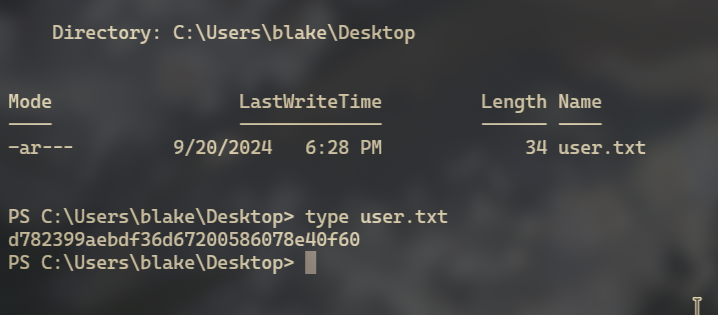 Directory: C:\Users\blake\Desktop
Mode LastWriteTime Length Name
---- ------------- ------ ----
-ar--- 9/20/2024 6:28 PM 34 user.txt
PS C:\Users\blake\Desktop> type user.txt
d782399aebdf36d67200586078e40f60
PS C:\Users\blake\Desktop>